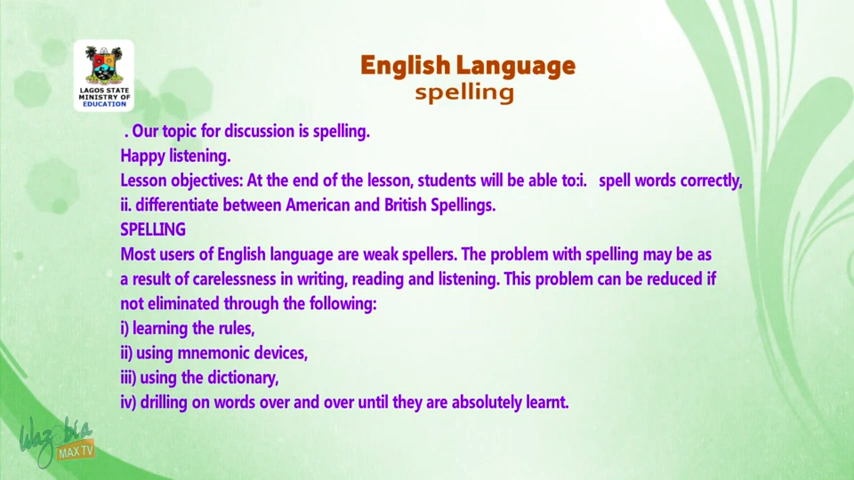 LAGOS STATE
MINISTRY OF
EDUCATION
English Language
spelling
. Our topic for discussion is spelling.
Happy listening.
Lesson objectives: At the end of the lesson, students will be able to:i. spell words correctly,
ii. differentiate between American and British Spellings.
SPELLING
Most users of English language are weak spellers. The problem with spelling may be as
a result of carelessness in writing, reading and listening. This problem can be reduced if
not eliminated through the following:
i) learning the rules,
ii) using mnemonic devices,
iii) using the dictionary,
iv) drilling on words over and over until they are absolutely learnt.
Wazobia
MAX TV